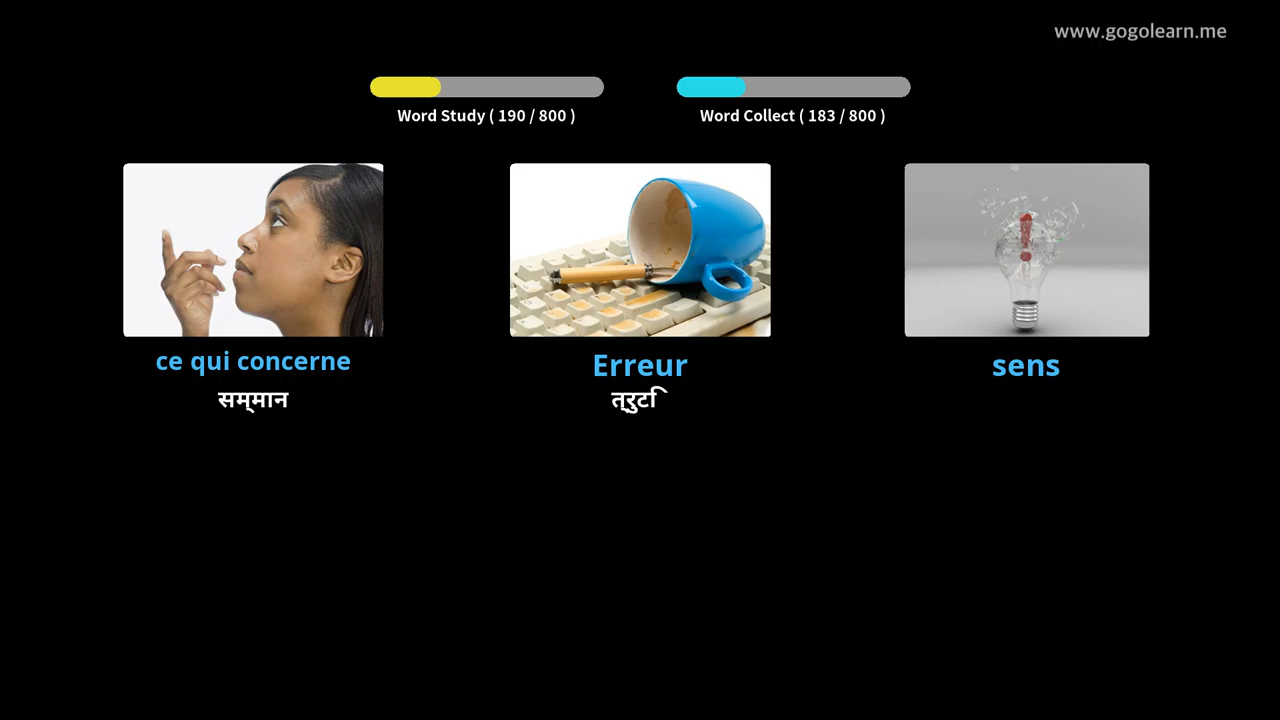 www.gogolearn.me
Word Study ( 190 / 800 )
Word Collect ( 183 / 800 )
ce qui concerne
Erreur
sens
सम्मान
त्रुटि